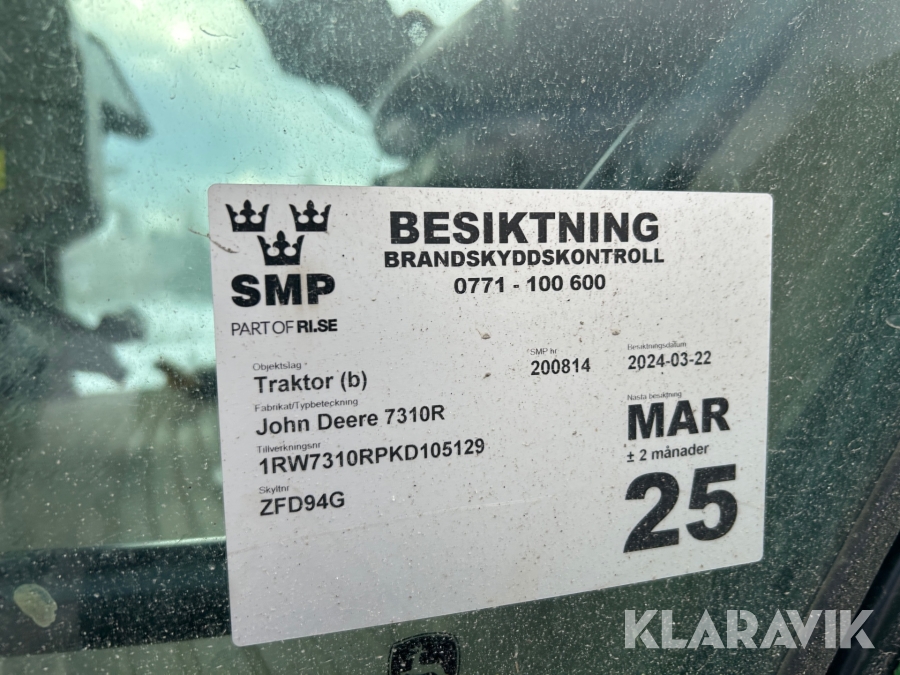 KLARAVIK
BESIKTNING
BRANDSKYDDSKONTROLL
0771 - 100 600
SMP
PART OF RI.SE
Objektslag
Traktor (b)
SMP nr
200814
Besiktningsdatum
2024-03-22
Fabrikat/Typbeteckning
John Deere 7310R
Tillverkningsnr
1RW7310RPKD105129
Skyltnr
ZFD94G
Nästa besiktning
MAR
± 2 månader
25
KLARAVIK